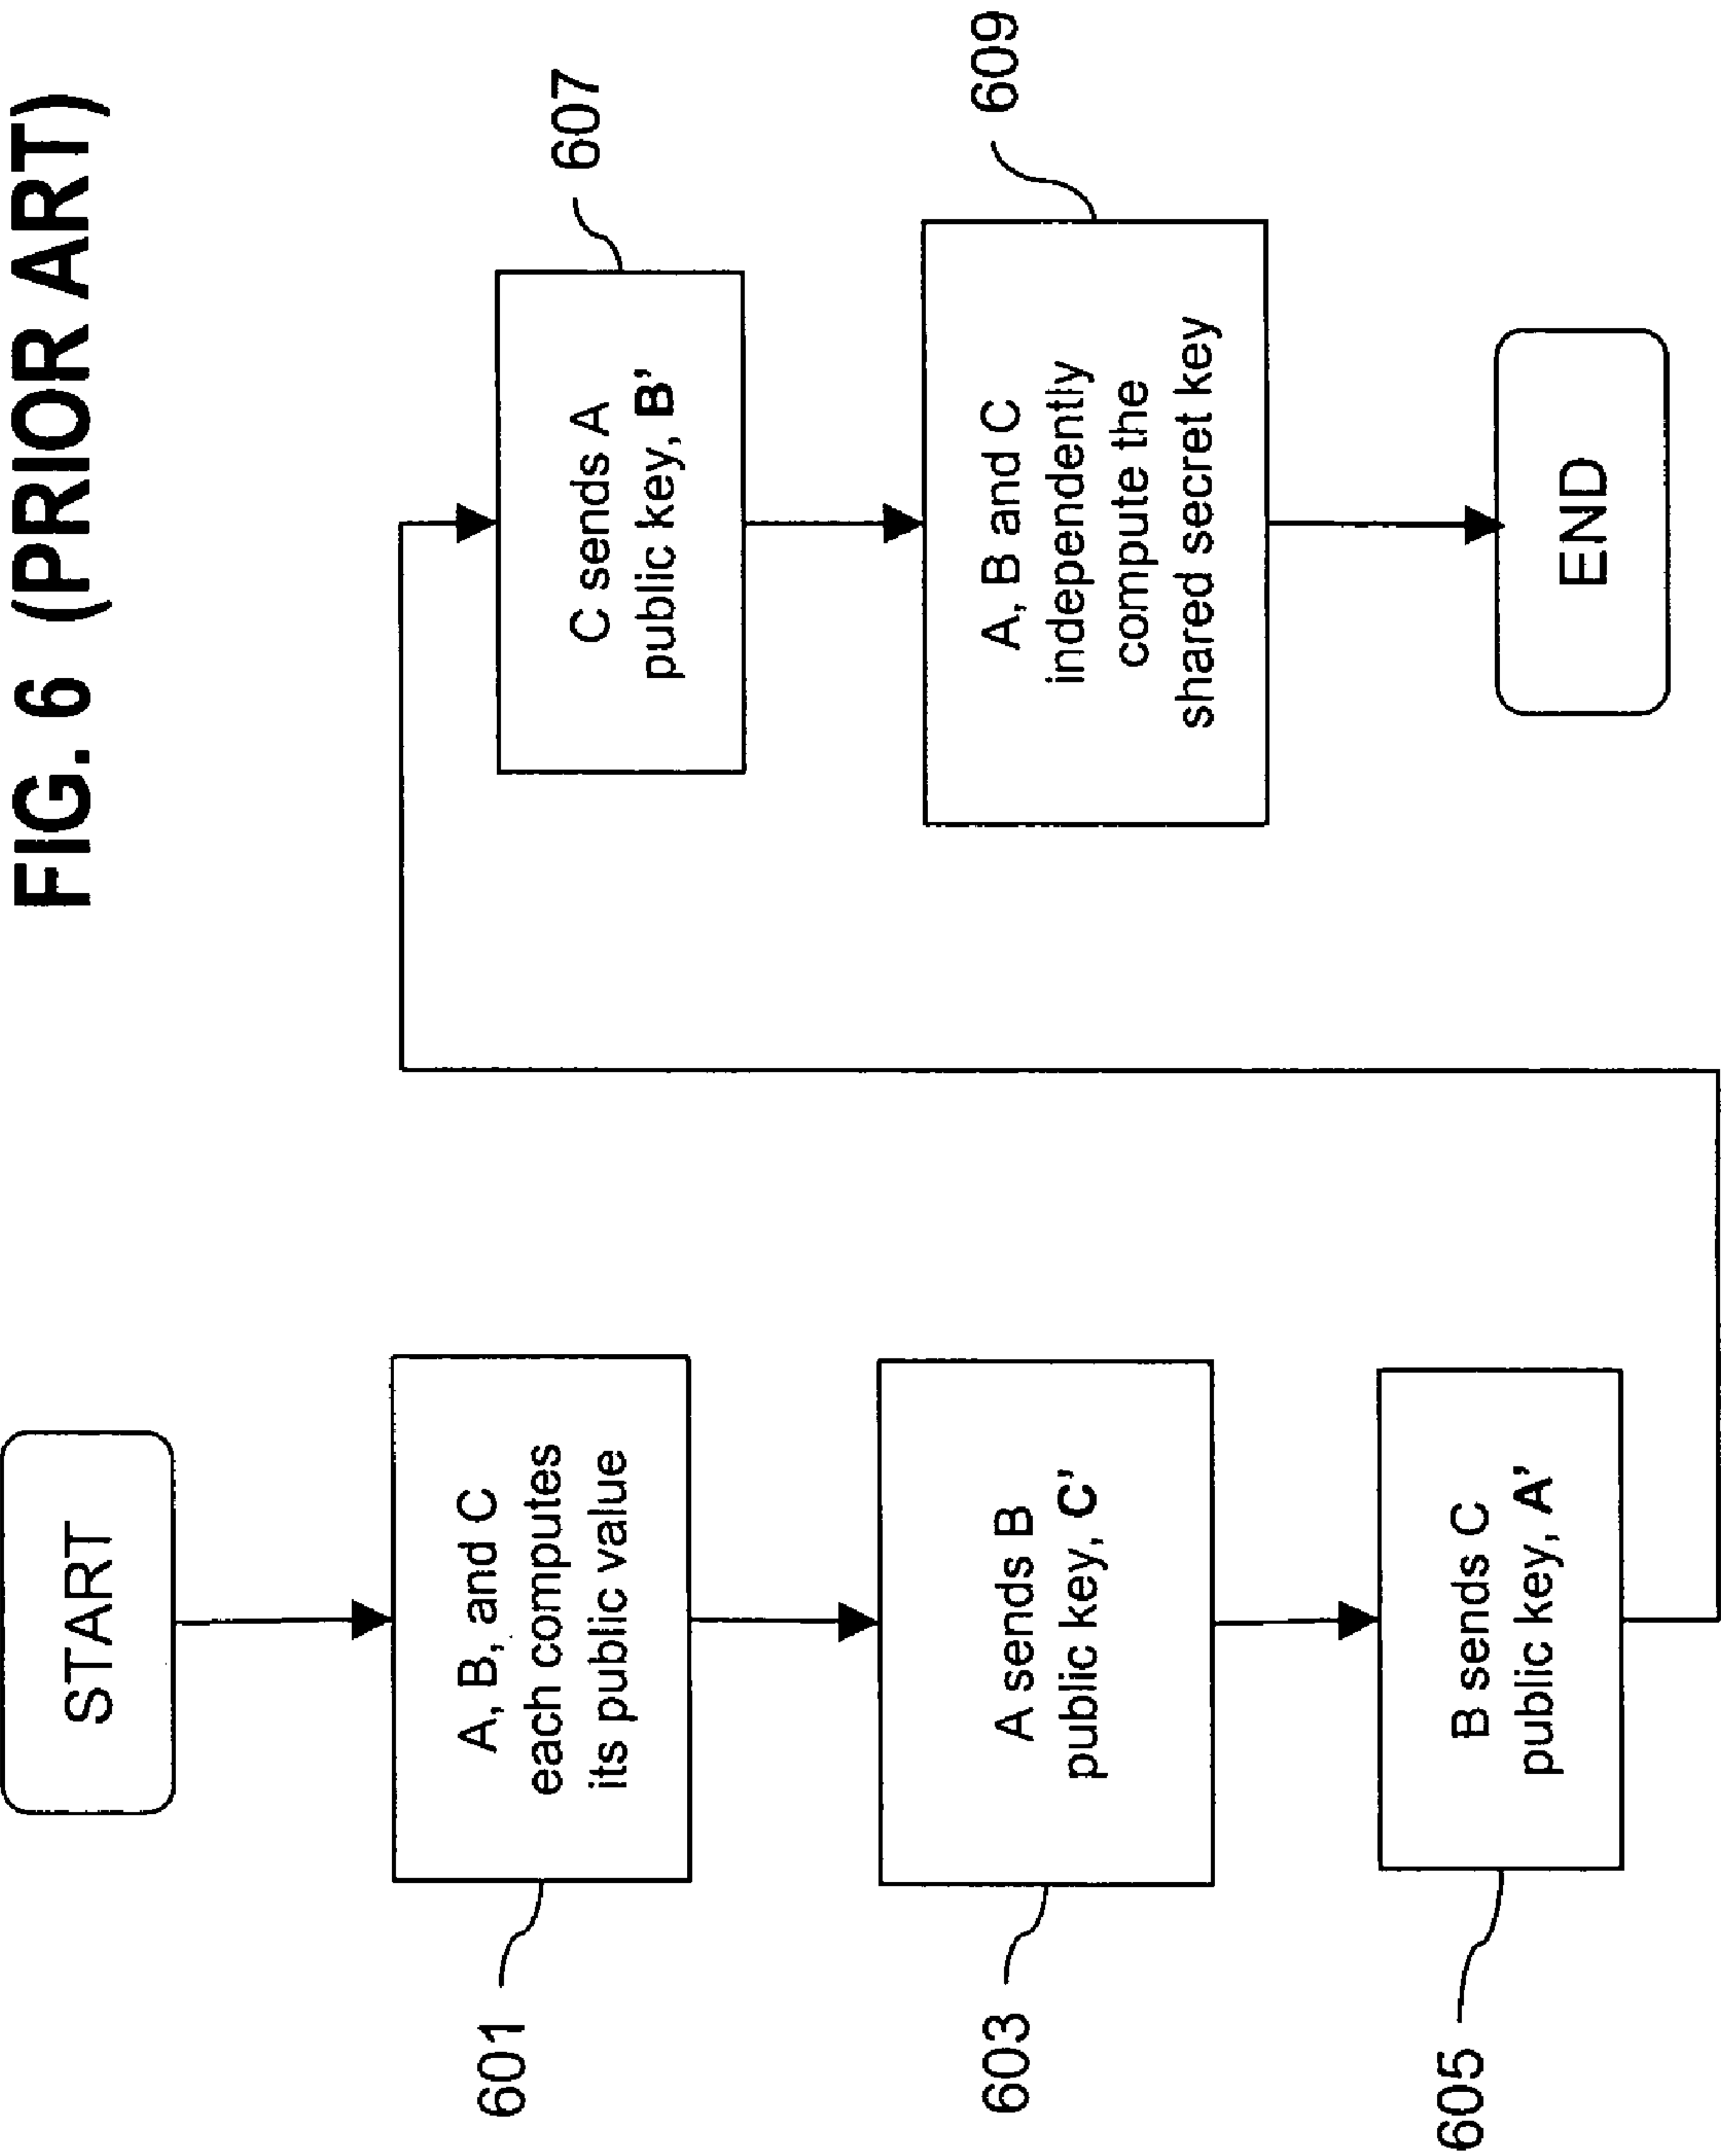 FIG. 6 (PRIOR ART)
START
A, B, and C
each computes
its public value
601
A sends B
public key, C'
603
B sends C
public key, A'
605
C sends A
public key, B'
607
A, B and C
independently
compute the
shared secret key
609
END